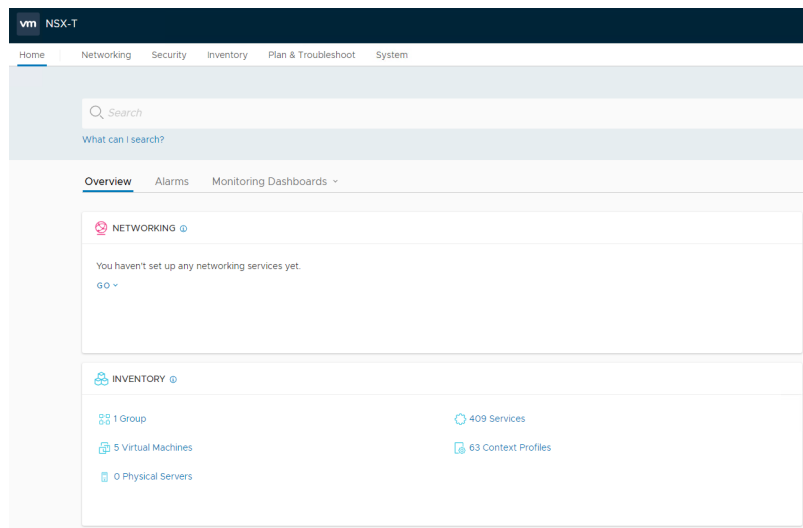 vm NSX-T
Home Networking Security Inventory Plan & Troubleshoot System
Search
What can I search?
Overview Alarms Monitoring Dashboards
NETWORKING
You haven't set up any networking services yet.
GO
INVENTORY
1 Group 409 Services
5 Virtual Machines 63 Context Profiles
0 Physical Servers